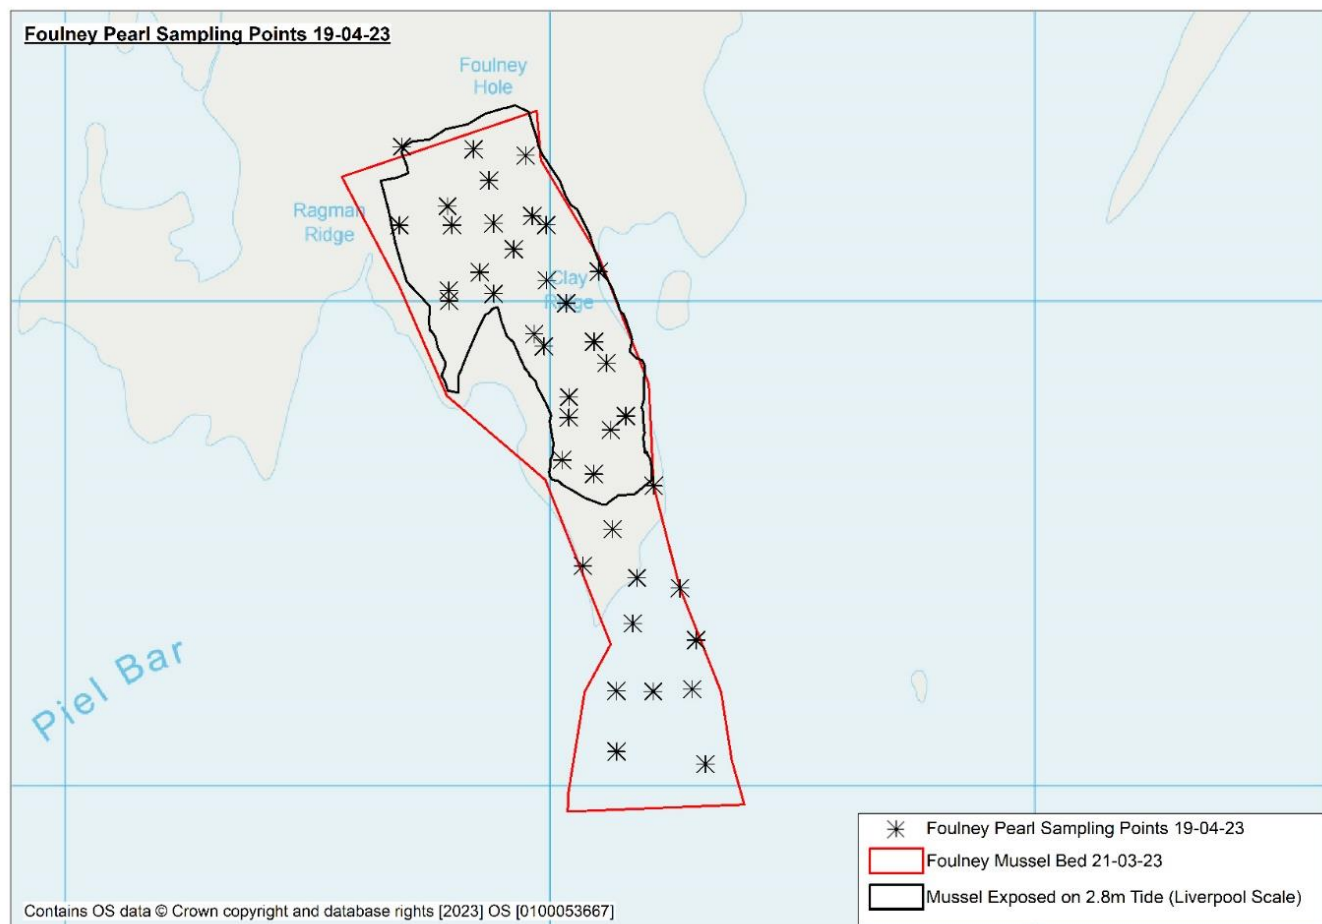 Foulney Pearl Sampling Points 19-04-23
Foulney
Hole
Ragman
Ridge
Clay
Ridge
Piel Bar
Foulney Pearl Sampling Points 19-04-23
Foulney Mussel Bed 21-03-23
Mussel Exposed on 2.8m Tide (Liverpool Scale)
Contains OS data © Crown copyright and database rights [2023] OS [0100053667]